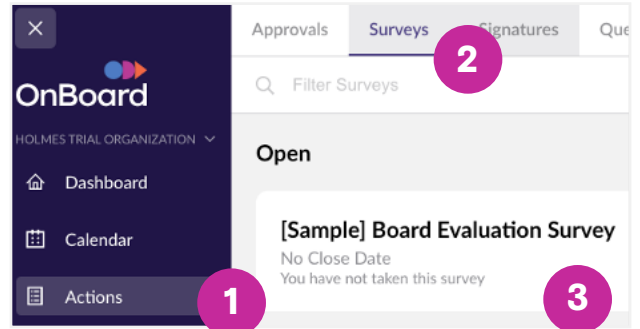 Approvals Surveys Signatures Que
2
OnBoard
Filter Surveys
HOLMES TRIAL ORGANIZATION
Open
Dashboard
[Sample] Board Evaluation Survey
Calendar
No Close Date
You have not taken this survey
Actions
1
3